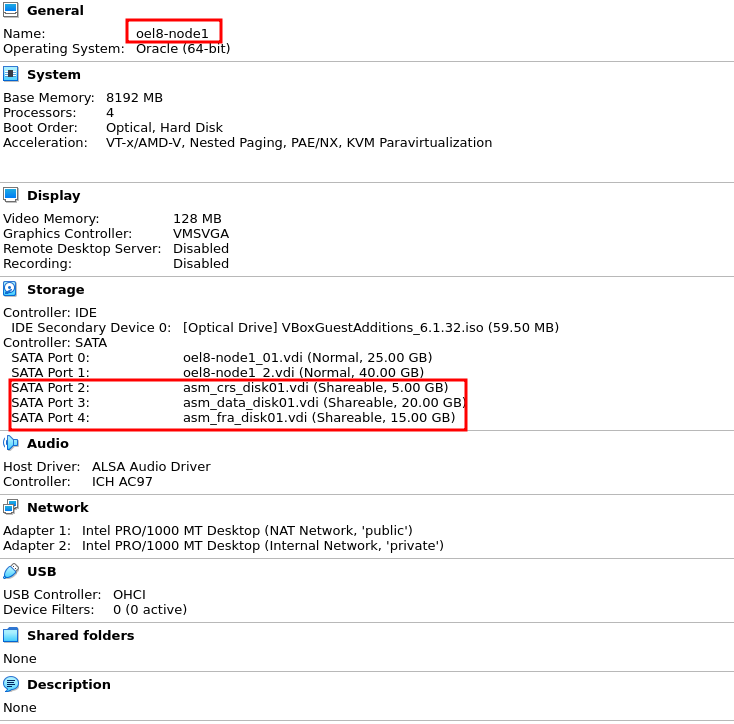 General
Name: oel8-node1
Operating System: Oracle (64-bit)
System
Base Memory: 8192 MB
Processors: 4
Boot Order: Optical, Hard Disk
Acceleration: VT-x/AMD-V, Nested Paging, PAE/NX, KVM Paravirtualization
Display
Video Memory: 128 MB
Graphics Controller: VMSVGA
Remote Desktop Server: Disabled
Recording: Disabled
Storage
Controller: IDE
IDE Secondary Device 0: [Optical Drive] VBoxGuestAdditions_6.1.32.iso (59.50 MB)
Controller: SATA
SATA Port 0: oel8-node1_01.vdi (Normal, 25.00 GB)
SATA Port 1: oel8-node1_2.vdi (Normal, 40.00 GB)
SATA Port 2: asm_crs_disk01.vdi (Shareable, 5.00 GB)
SATA Port 3: asm_data_disk01.vdi (Shareable, 20.00 GB)
SATA Port 4: asm_fra_disk01.vdi (Shareable, 15.00 GB)
Audio
Host Driver: ALSA Audio Driver
Controller: ICH AC97
Network
Adapter 1: Intel PRO/1000 MT Desktop (NAT Network, 'public')
Adapter 2: Intel PRO/1000 MT Desktop (Internal Network, 'private')
USB
USB Controller: OHCI
Device Filters: 0 (0 active)
Shared folders
None
Description
None